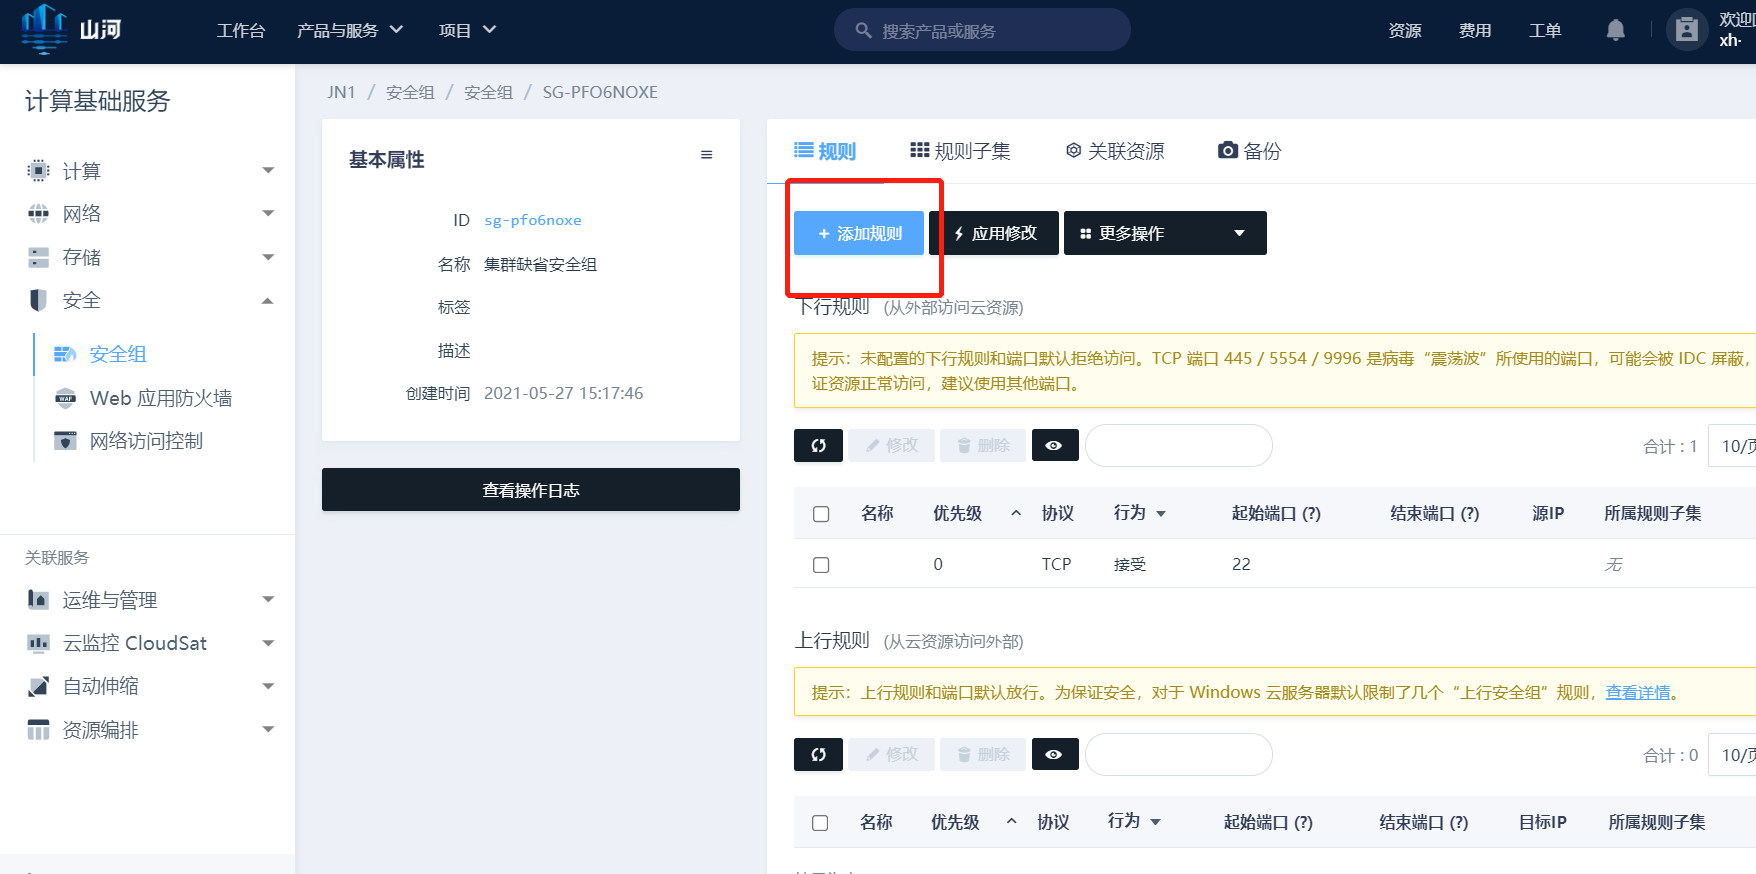 山河
工作台
产品与服务
项目
搜索产品或服务
资源
费用
工单
欢迎
xh·
计算基础服务
计算
网络
存储
安全
安全组
WAF
Web 应用防火墙
网络访问控制
关联服务
运维与管理
云监控 CloudSat
自动伸缩
资源编排
JN1 / 安全组 / 安全组 / SG-PFO6NOXE
基本属性
ID sg-pfo6noxe
名称 集群缺省安全组
标签
描述
创建时间 2021-05-27 15:17:46
查看操作日志
规则 规则子集 关联资源 备份
+ 添加规则 应用修改 更多操作
下行规则 (从外部访问云资源)
提示：未配置的下行规则和端口默认拒绝访问。TCP 端口 445 / 5554 / 9996 是病毒“震荡波”所使用的端口，可能会被 IDC 屏蔽，
证资源正常访问，建议使用其他端口。
修改 删除 合计 : 1 10/页
名称 优先级 协议 行为 起始端口 (?) 结束端口 (?) 源IP 所属规则子集
0 TCP 接受 22 无
上行规则 (从云资源访问外部)
提示：上行规则和端口默认放行。为保证安全，对于 Windows 云服务器默认限制了几个“上行安全组”规则，查看详情。
修改 删除 合计 : 0 10/页
名称 优先级 协议 行为 起始端口 (?) 结束端口 (?) 目标IP 所属规则子集